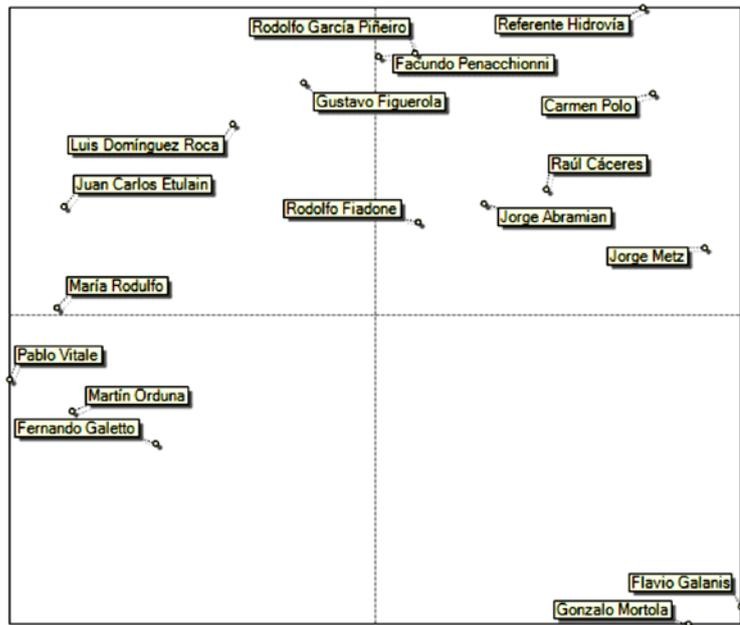 Rodolfo García Piñeiro
Referente Hidrovía
Facundo Penacchionni
Gustavo Figuerola
Carmen Polo
Luis Domínguez Roca
Raúl Cáceres
Juan Carlos Etulain
Rodolfo Fiadone
Jorge Abramian
Jorge Metz
María Rodulfo
Pablo Vitale
Martín Orduna
Fernando Galetto
Flavio Galanis
Gonzalo Mortola